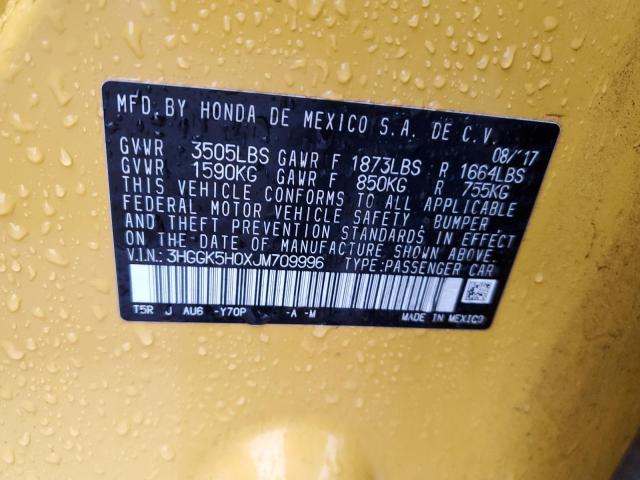 MFD. BY HONDA DE MEXICO S.A. DE C.V.
08/'17
GVWR 3505LBS GAWR F 1873LBS R 1664LBS
GVWR 1590KG GAWR F 850KG R 755KG
THIS VEHICLE CONFORMS TO ALL APPLICABLE
FEDERAL MOTOR VEHICLE SAFETY, BUMPER,
AND THEFT PREVENTION STANDARDS IN EFFECT
ON THE DATE OF MANUFACTURE SHOWN ABOVE.
V.I.N.: 3HGGK5H0XJM709996 TYPE:PASSENGER CAR
T5R J AU6 -Y70P -A -M MADE IN MEXICO